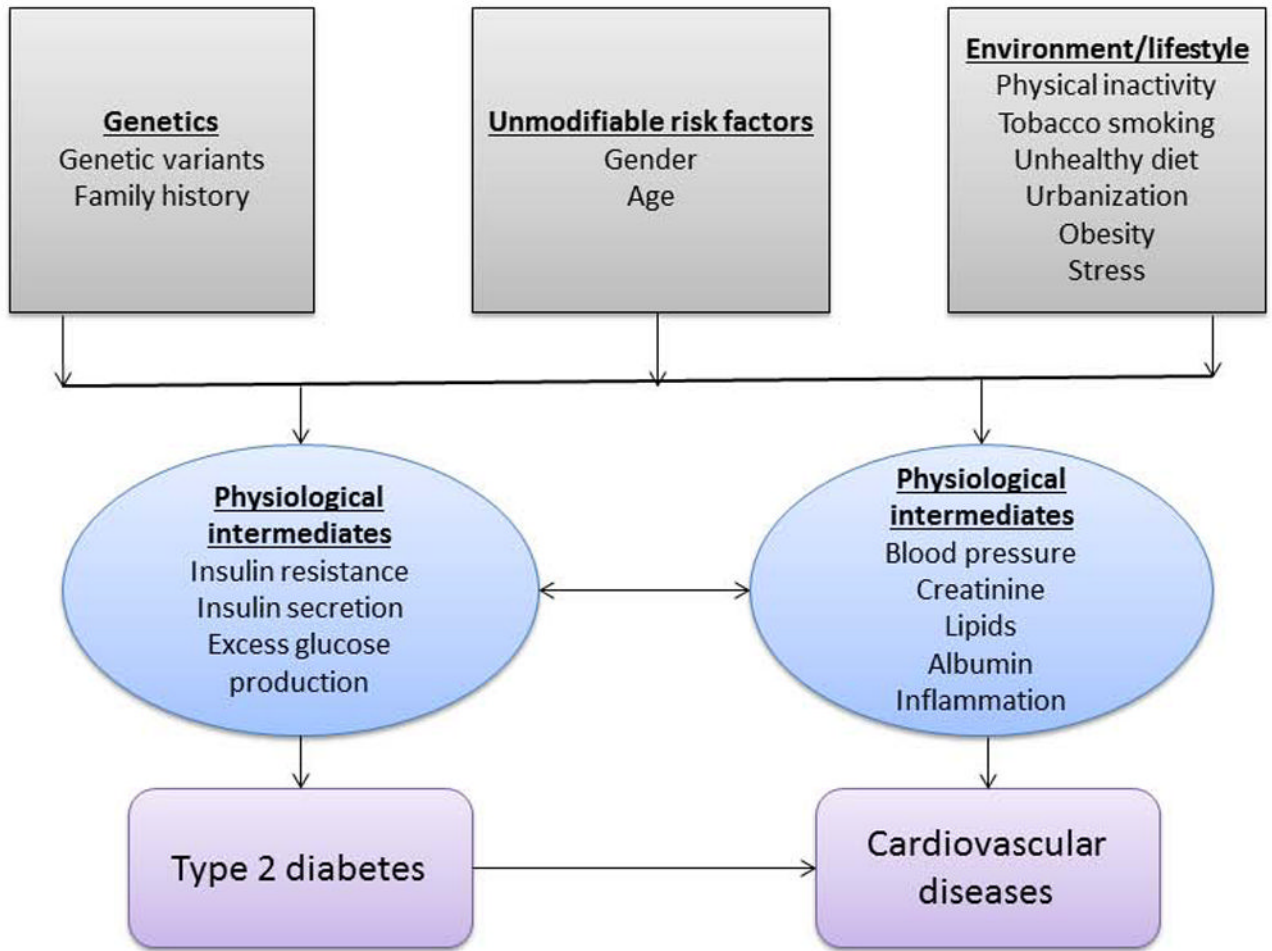 Genetics
Genetic variants
Family history
Unmodifiable risk factors
Gender
Age
Environment/lifestyle
Physical inactivity
Tobacco smoking
Unhealthy diet
Urbanization
Obesity
Stress
Physiological
intermediates
Insulin resistance
Insulin secretion
Excess glucose
production
Physiological
intermediates
Blood pressure
Creatinine
Lipids
Albumin
Inflammation
Type 2 diabetes
Cardiovascular
diseases